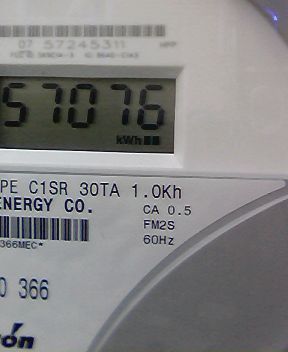 07 57245311
57076
kWh
PE C1SR 30TA 1.0Kh
ENERGY CO.
CA 0.5
FM2S
60Hz
366MEC*
0 366
ron